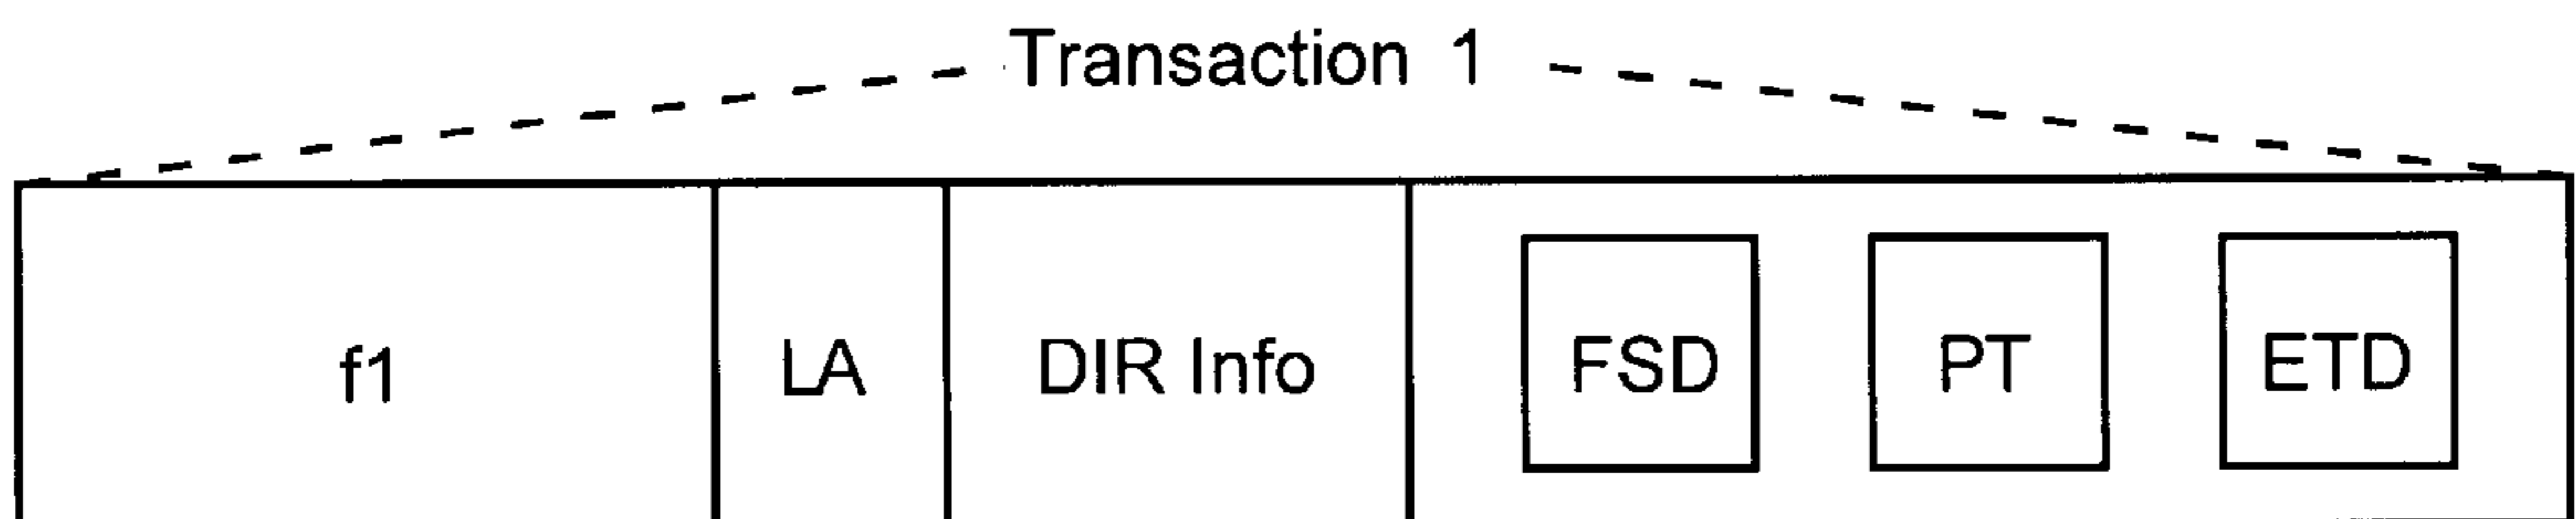 Transaction 1
f1 LA DIR Info FSD PT ETD